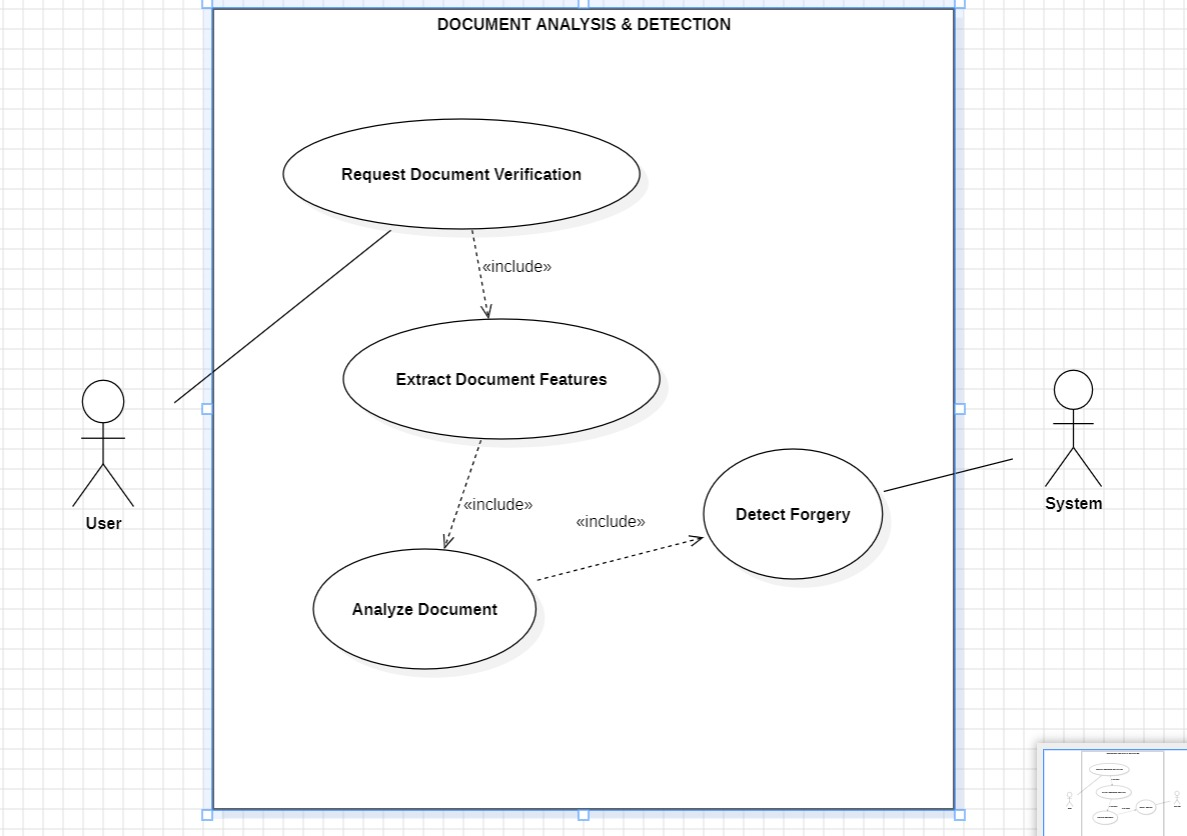 DOCUMENT ANALYSIS & DETECTION
Request Document Verification
«include»
Extract Document Features
«include»
«include»
Detect Forgery
Analyze Document
User
System